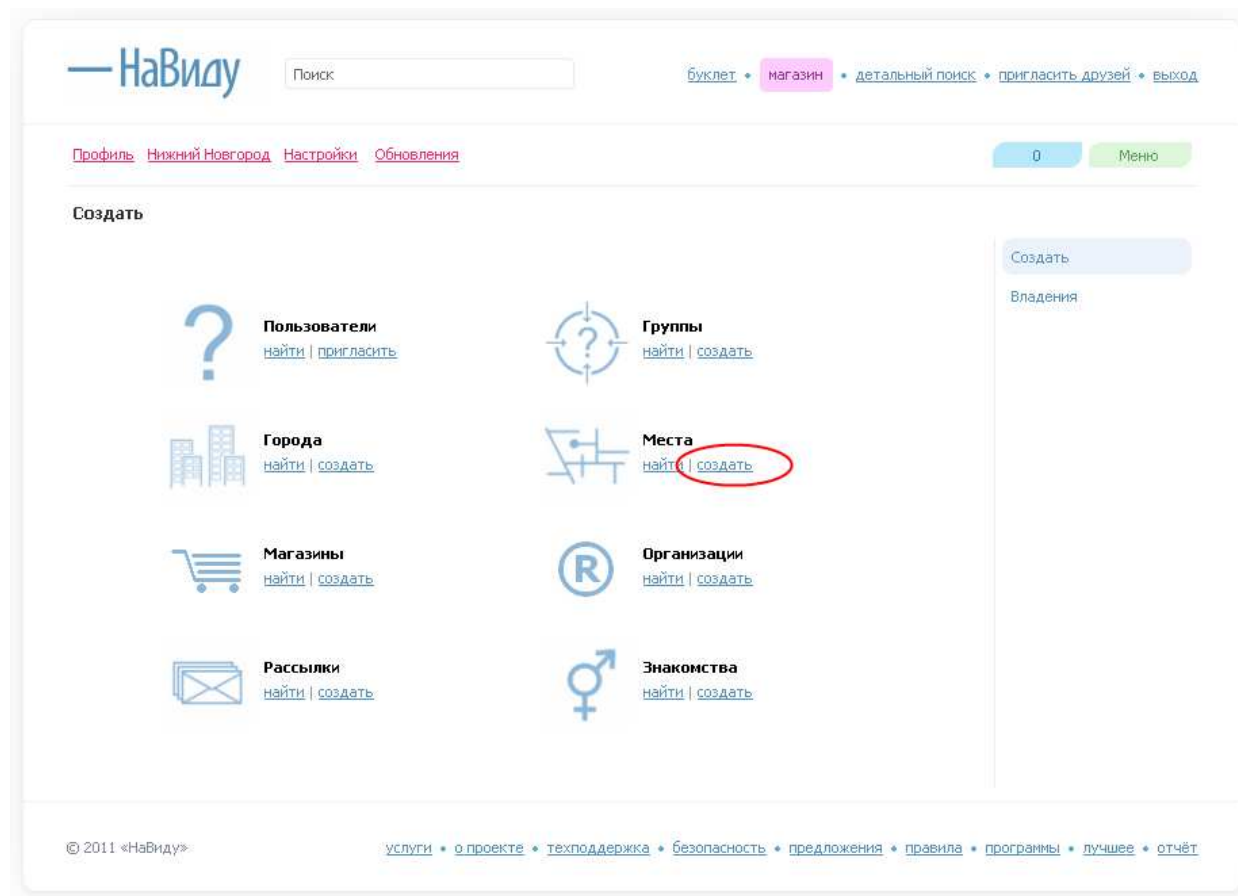 —НаВиду
Поиск
буклет • магазин • детальный поиск • пригласить друзей • выход
Профиль Нижний Новгород Настройки Обновления
0 Меню
Создать
Создать
Владения
Пользователи
найти | пригласить
Группы
найти | создать
Города
найти | создать
Места
найти | создать
Магазины
найти | создать
Организации
найти | создать
Рассылки
найти | создать
Знакомства
найти | создать
© 2011 «НаВиду»
услуги • о проекте • техподдержка • безопасность • предложения • правила • программы • лучшее • отчёт